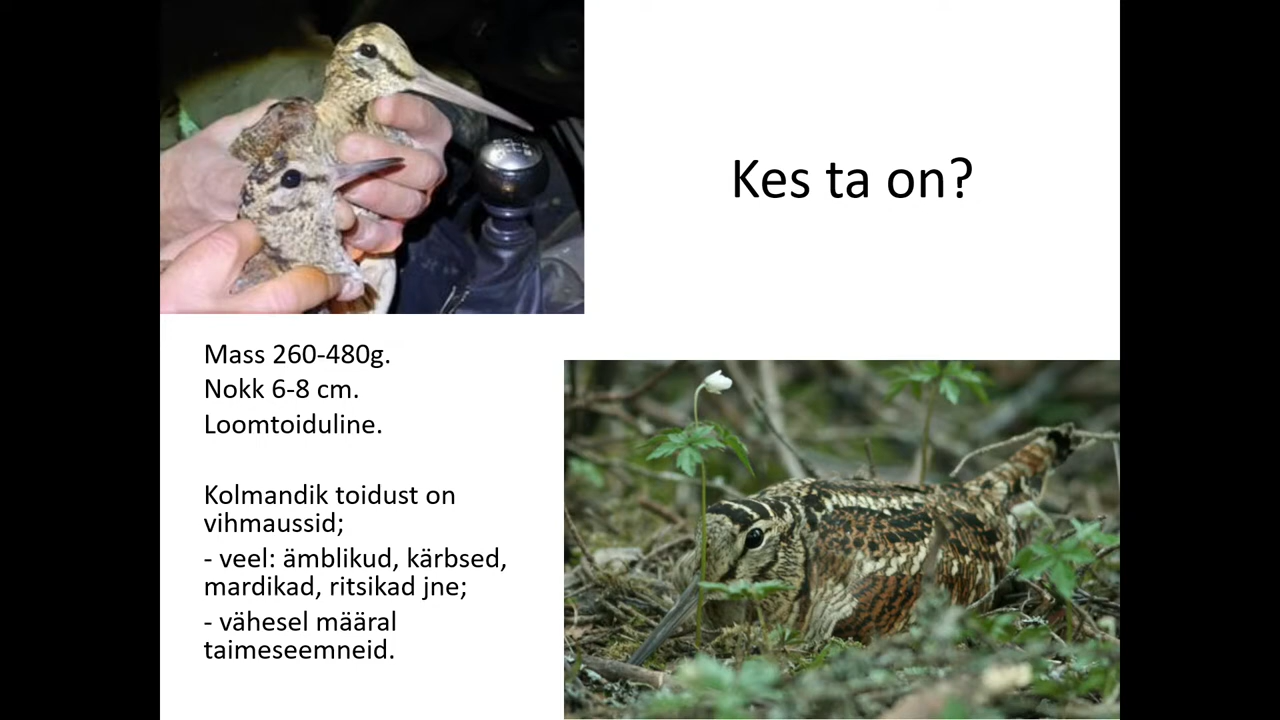 Kes ta on?
Mass 260-480g.
Nokk 6-8 cm.
Loomtoiduline.
Kolmandik toidust on
vihmaussid;
- veel: ämblikud, kärbsed,
mardikad, ritsikad jne;
- vähesel määral
taimeseemneid.